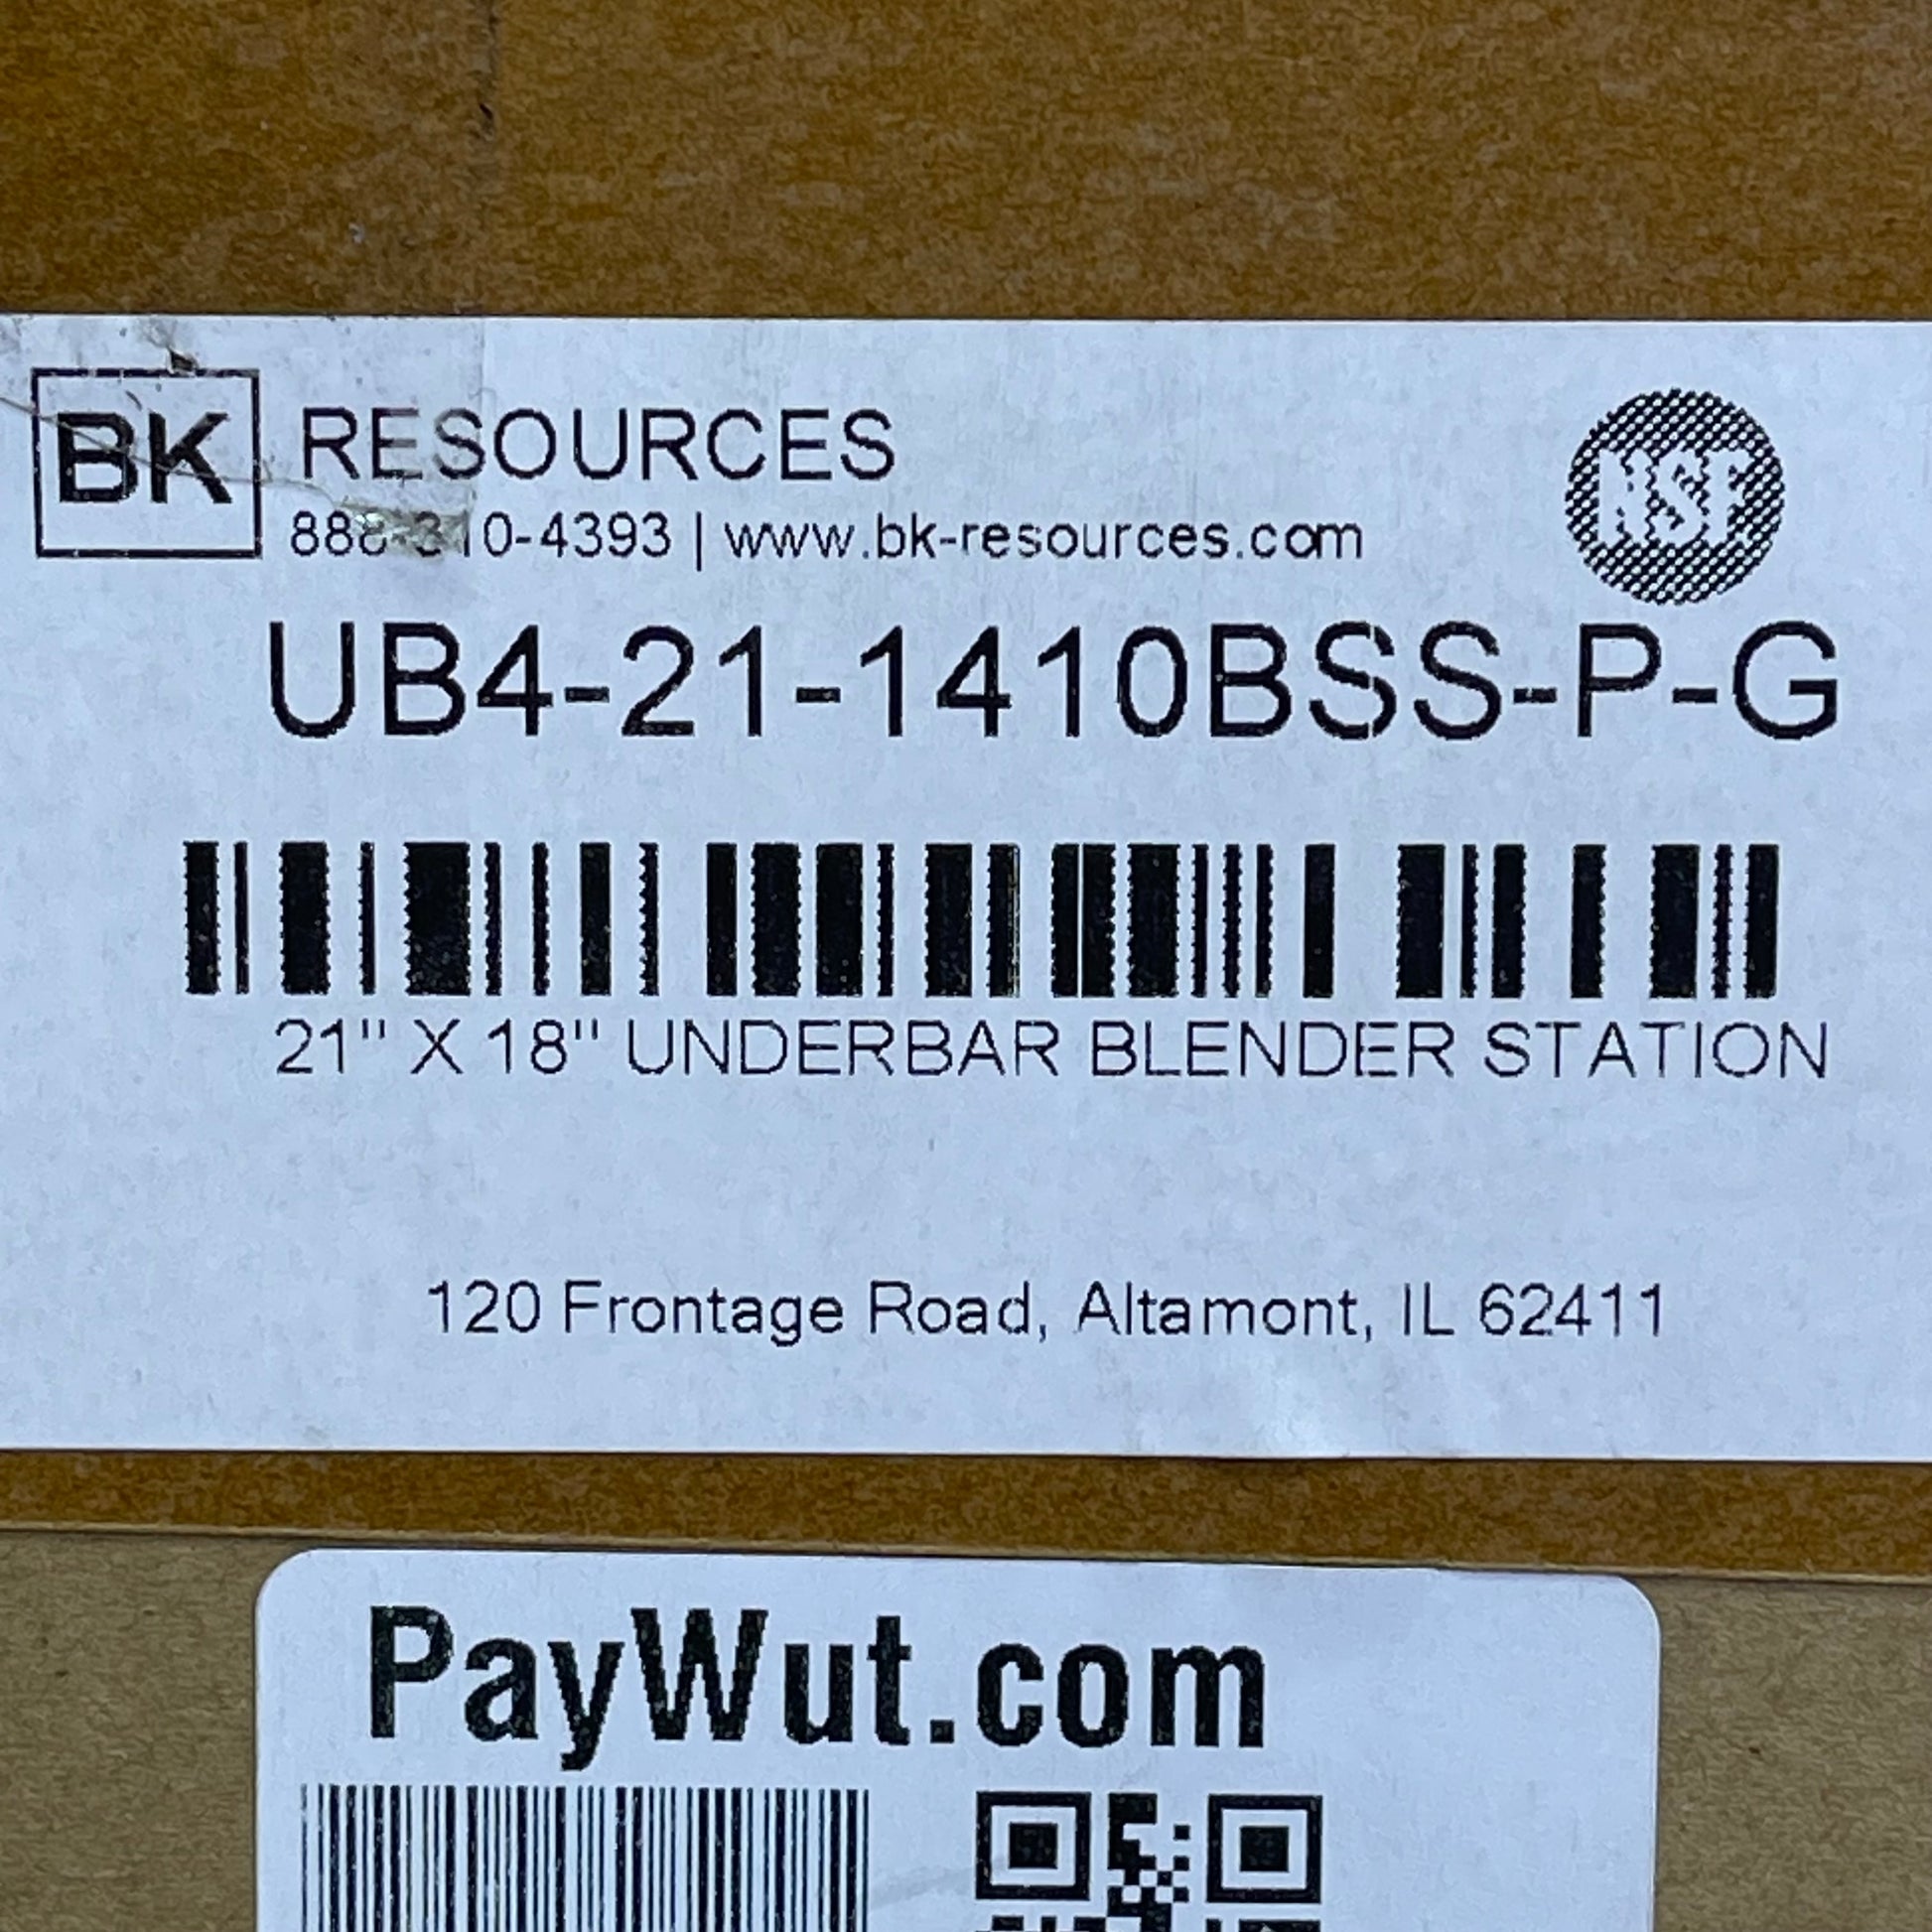 BK RESOURCES
888-310-4393 | www.bk-resources.com
NSF
UB4-21-1410BSS-P-G
21" X 18" UNDERBAR BLENDER STATION
120 Frontage Road, Altamont, IL 62411
PayWut.com